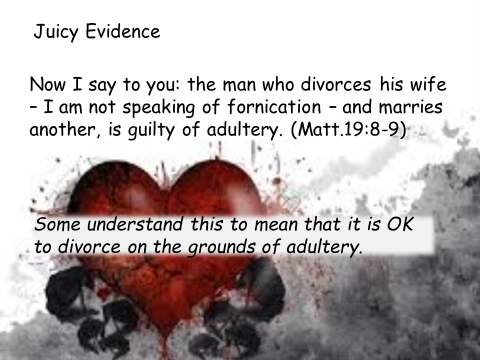 Juicy Evidence
Now I say to you: the man who divorces his wife
– I am not speaking of fornication – and marries
another, is guilty of adultery. (Matt.19:8-9)
Some understand this to mean that it is OK
to divorce on the grounds of adultery.